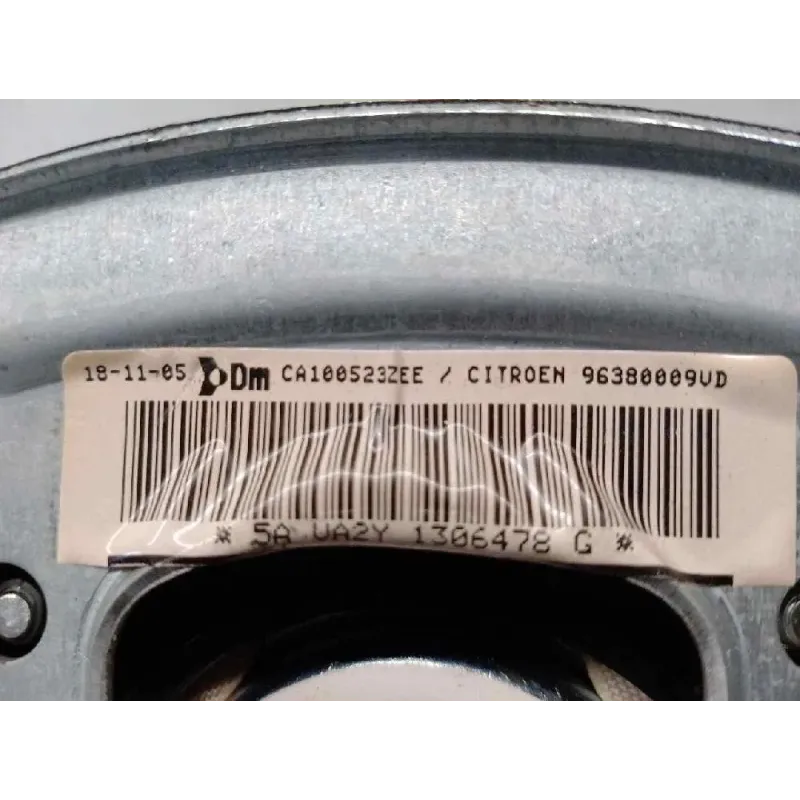 18-11-05 Dm CA100523ZEE / CITROEN 96380009VD
* 5A UA2Y 1306478 G *